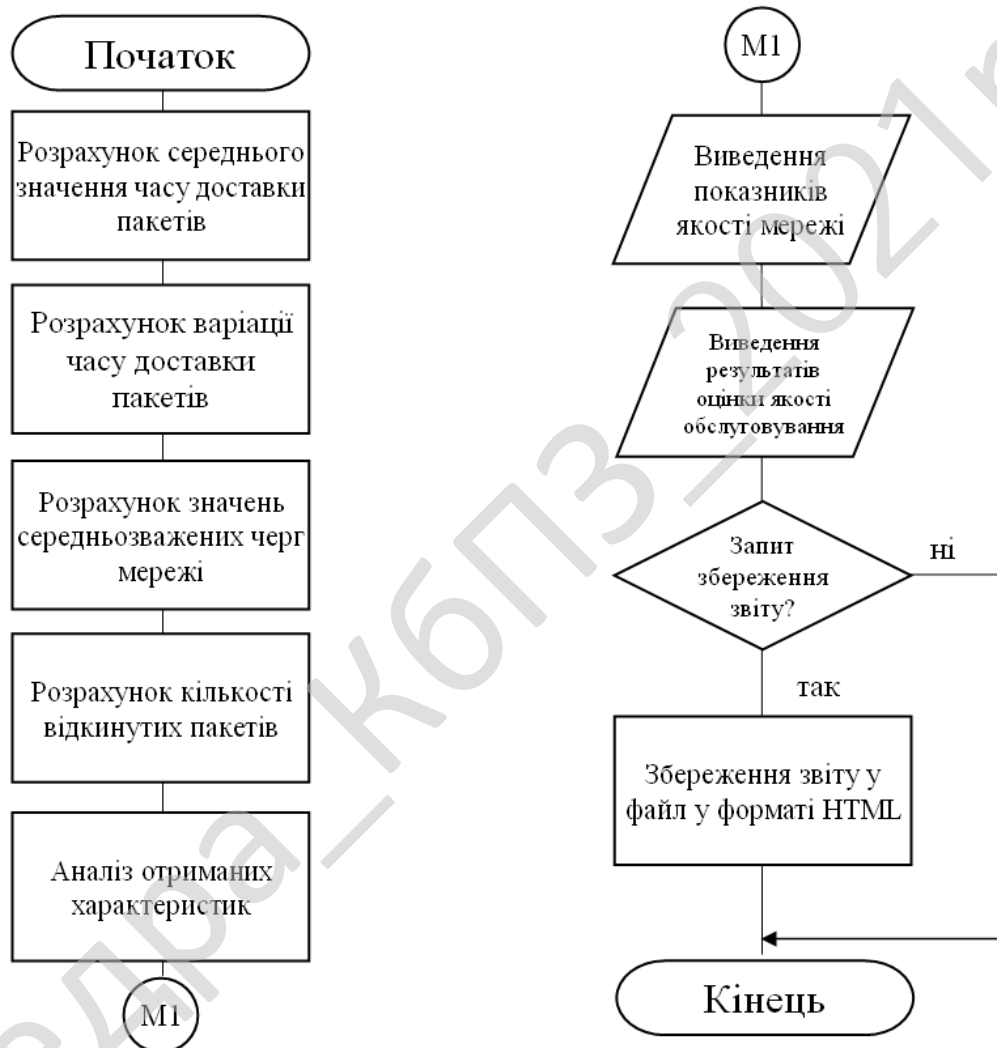 Початок
Розрахунок середнього
значення часу доставки
пакетів
Розрахунок варіації
часу доставки
пакетів
Розрахунок значень
середньозважених черг
мережі
Розрахунок кількості
відкинутих пакетів
Аналіз отриманих
характеристик
М1
М1
Виведення
показників
якості мережі
Виведення
результатів
оцінки якості
обслуговування
Запит
збереження
звіту?
ні
так
Збереження звіту у
файл у форматі HTML
Кінець